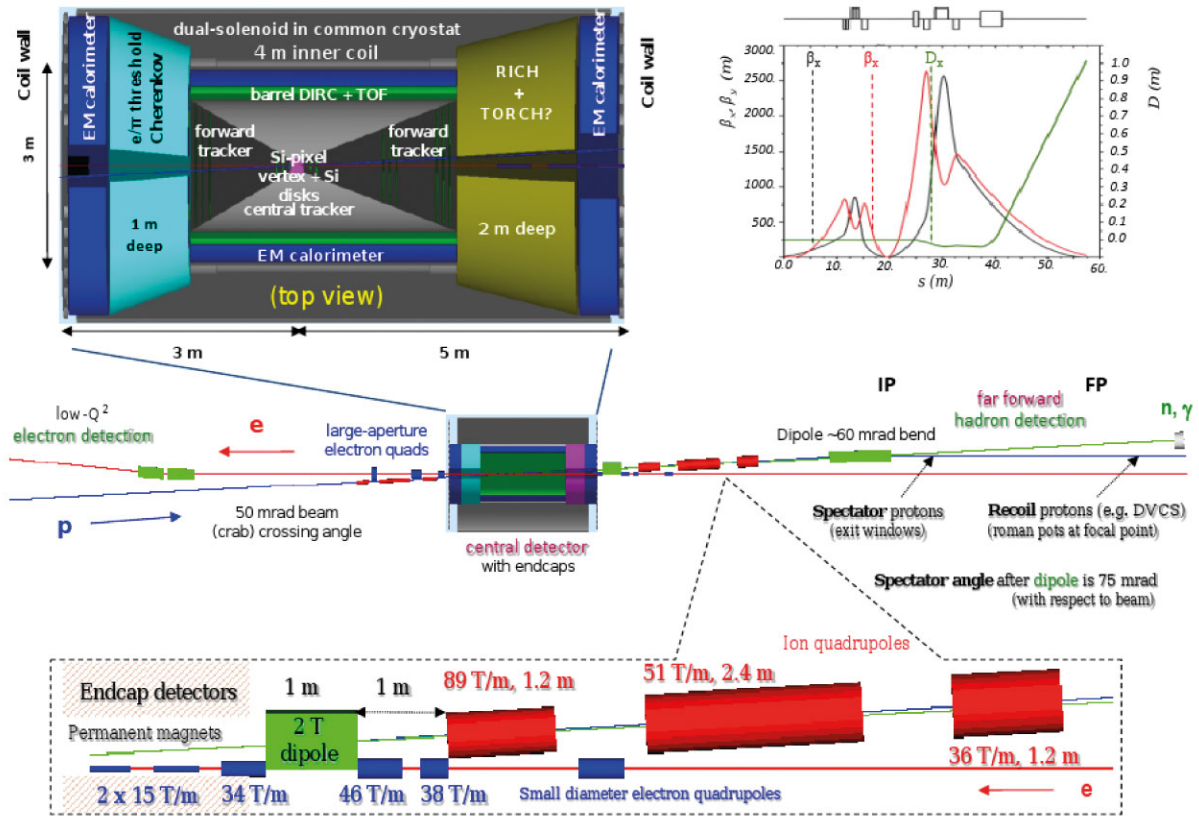 Coil wall
EM calorimeter
e/π threshold
Cherenkov
dual-solenoid in common cryostat
4 m inner coil
barrel DIRC + TOF
forward
tracker
Si-pixel
vertex + Si
disks
central tracker
forward
tracker
RICH
+
TORCH?
EM calorimeter
Coil wall
3 m
1 m
deep
2 m deep
EM calorimeter
(top view)
3 m
5 m
βx, βy (m)
3000.
2500.
2000.
1500.
1000.
500.
βx
βx
Dx
D (m)
1.0
0.9
0.8
0.7
0.6
0.5
0.4
0.3
0.2
0.1
0.0
0.0
10.
20.
30.
40.
50.
60.
s (m)
low-Q2
electron detection
e
large-aperture
electron quads
p
50 mrad beam
(crab) crossing angle
central detector
with endcaps
IP
FP
far forward
hadron detection
n, γ
Dipole ~60 mrad bend
Spectator protons
(exit windows)
Recoil protons (e.g. DVCS)
(roman pots at focal point)
Spectator angle after dipole is 75 mrad
(with respect to beam)
Ion quadrupoles
Endcap detectors
1 m
1 m
89 T/m, 1.2 m
51 T/m, 2.4 m
Permanent magnets
2 T
dipole
36 T/m, 1.2 m
2 x 15 T/m
34 T/m
46 T/m
38 T/m
Small diameter electron quadrupoles
e